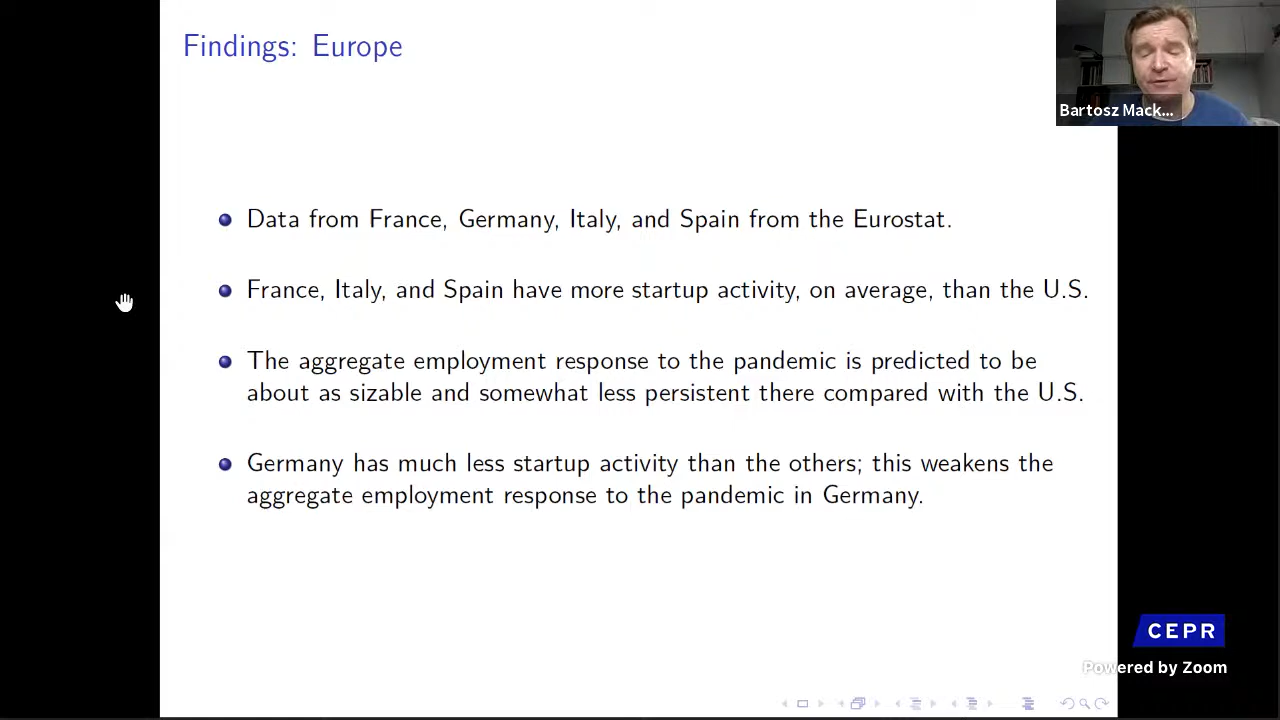 Findings: Europe
Bartosz Mack...
Data from France, Germany, Italy, and Spain from the Eurostat.
France, Italy, and Spain have more startup activity, on average, than the U.S.
The aggregate employment response to the pandemic is predicted to be
about as sizable and somewhat less persistent there compared with the U.S.
Germany has much less startup activity than the others; this weakens the
aggregate employment response to the pandemic in Germany.
CEPR
Powered by Zoom